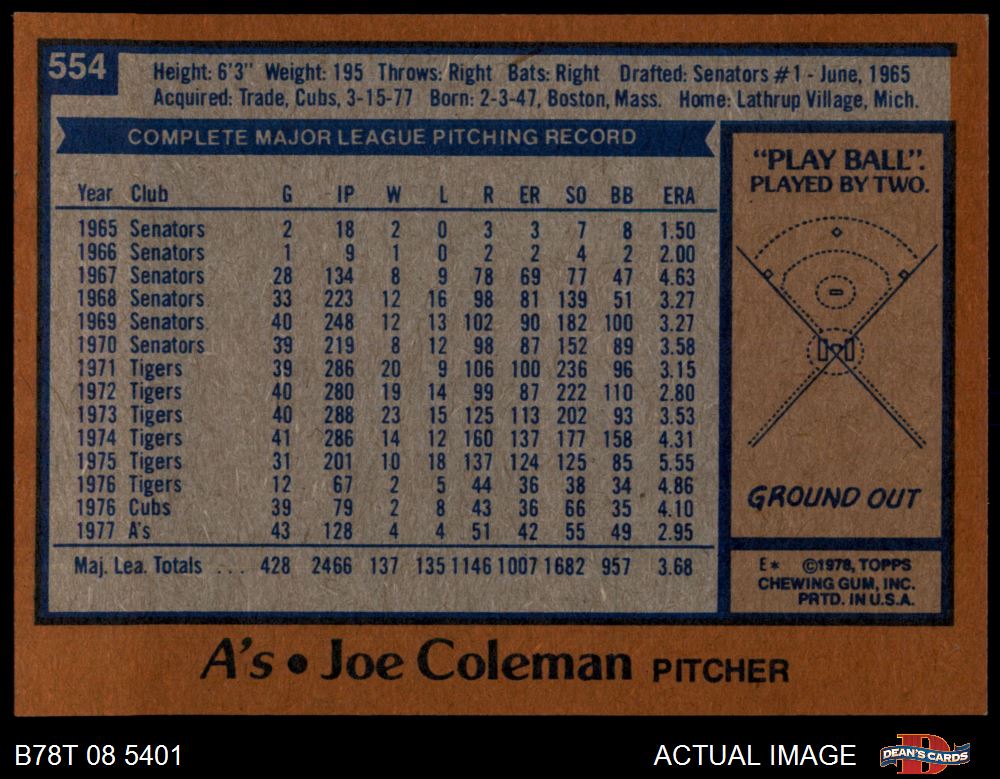 554
Height: 6'3" Weight: 195 Throws: Right Bats: Right Drafted: Senators #1 - June, 1965
Acquired: Trade, Cubs, 3-15-77 Born: 2-3-47, Boston, Mass. Home: Lathrup Village, Mich.
COMPLETE MAJOR LEAGUE PITCHING RECORD
Year Club G IP W L R ER SO BB ERA
1965 Senators 2 18 2 0 3 3 7 8 1.50
1966 Senators 1 9 1 0 2 2 4 2 2.00
1967 Senators 28 134 8 9 78 69 77 47 4.63
1968 Senators 33 223 12 16 98 81 139 51 3.27
1969 Senators 40 248 12 13 102 90 182 100 3.27
1970 Senators 39 219 8 12 98 87 152 89 3.58
1971 Tigers 39 286 20 9 106 100 236 96 3.15
1972 Tigers 40 280 19 14 99 87 222 110 2.80
1973 Tigers 40 288 23 15 125 113 202 93 3.53
1974 Tigers 41 286 14 12 160 137 177 158 4.31
1975 Tigers 31 201 10 18 137 124 125 85 5.55
1976 Tigers 12 67 2 5 44 36 38 34 4.86
1976 Cubs 39 79 2 8 43 36 66 35 4.10
1977 A's 43 128 4 4 51 42 55 49 2.95
Maj. Lea. Totals ... 428 2466 137 135 1146 1007 1682 957 3.68
"PLAY BALL".
PLAYED BY TWO.
GROUND OUT
E* ©1978, TOPPS
CHEWING GUM, INC.
PRTD. IN U.S.A.
A's • Joe Coleman PITCHER
B78T 08 5401
ACTUAL IMAGE
DEAN'S CARDS